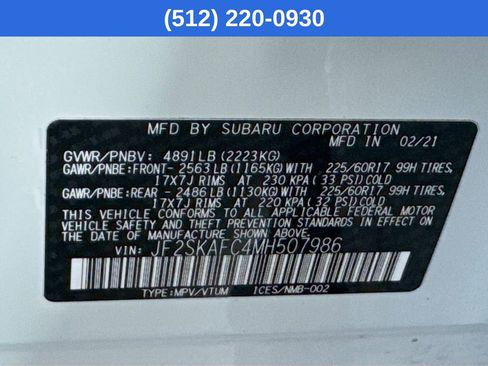 (512) 220-0930
MFD BY SUBARU CORPORATION
GVWR/PNBV: 4891LB(2223KG) MFD IN 02/21
GAWR/PNBE:FRONT- 2563LB(1165KG)WITH 225/60R17 99H TIRES,
17X7J RIMS AT 230 KPA(33 PSI)COLD
GAWR/PNBE:REAR - 2486LB(1130KG)WITH 225/60R17 99H TIRES,
17X7J RIMS AT 220 KPA(32 PSI)COLD
THIS VEHICLE CONFORMS TO ALL APPLICABLE FEDERAL MOTOR
VEHICLE SAFETY AND THEFT PREVENTION STANDARDS IN EFFECT
ON THE DATE OF MANUFACTURE SHOWN ABOVE.
VIN: JF2SKAFC4MH507986
TYPE:MPV/VTUM ICES/NMB-002